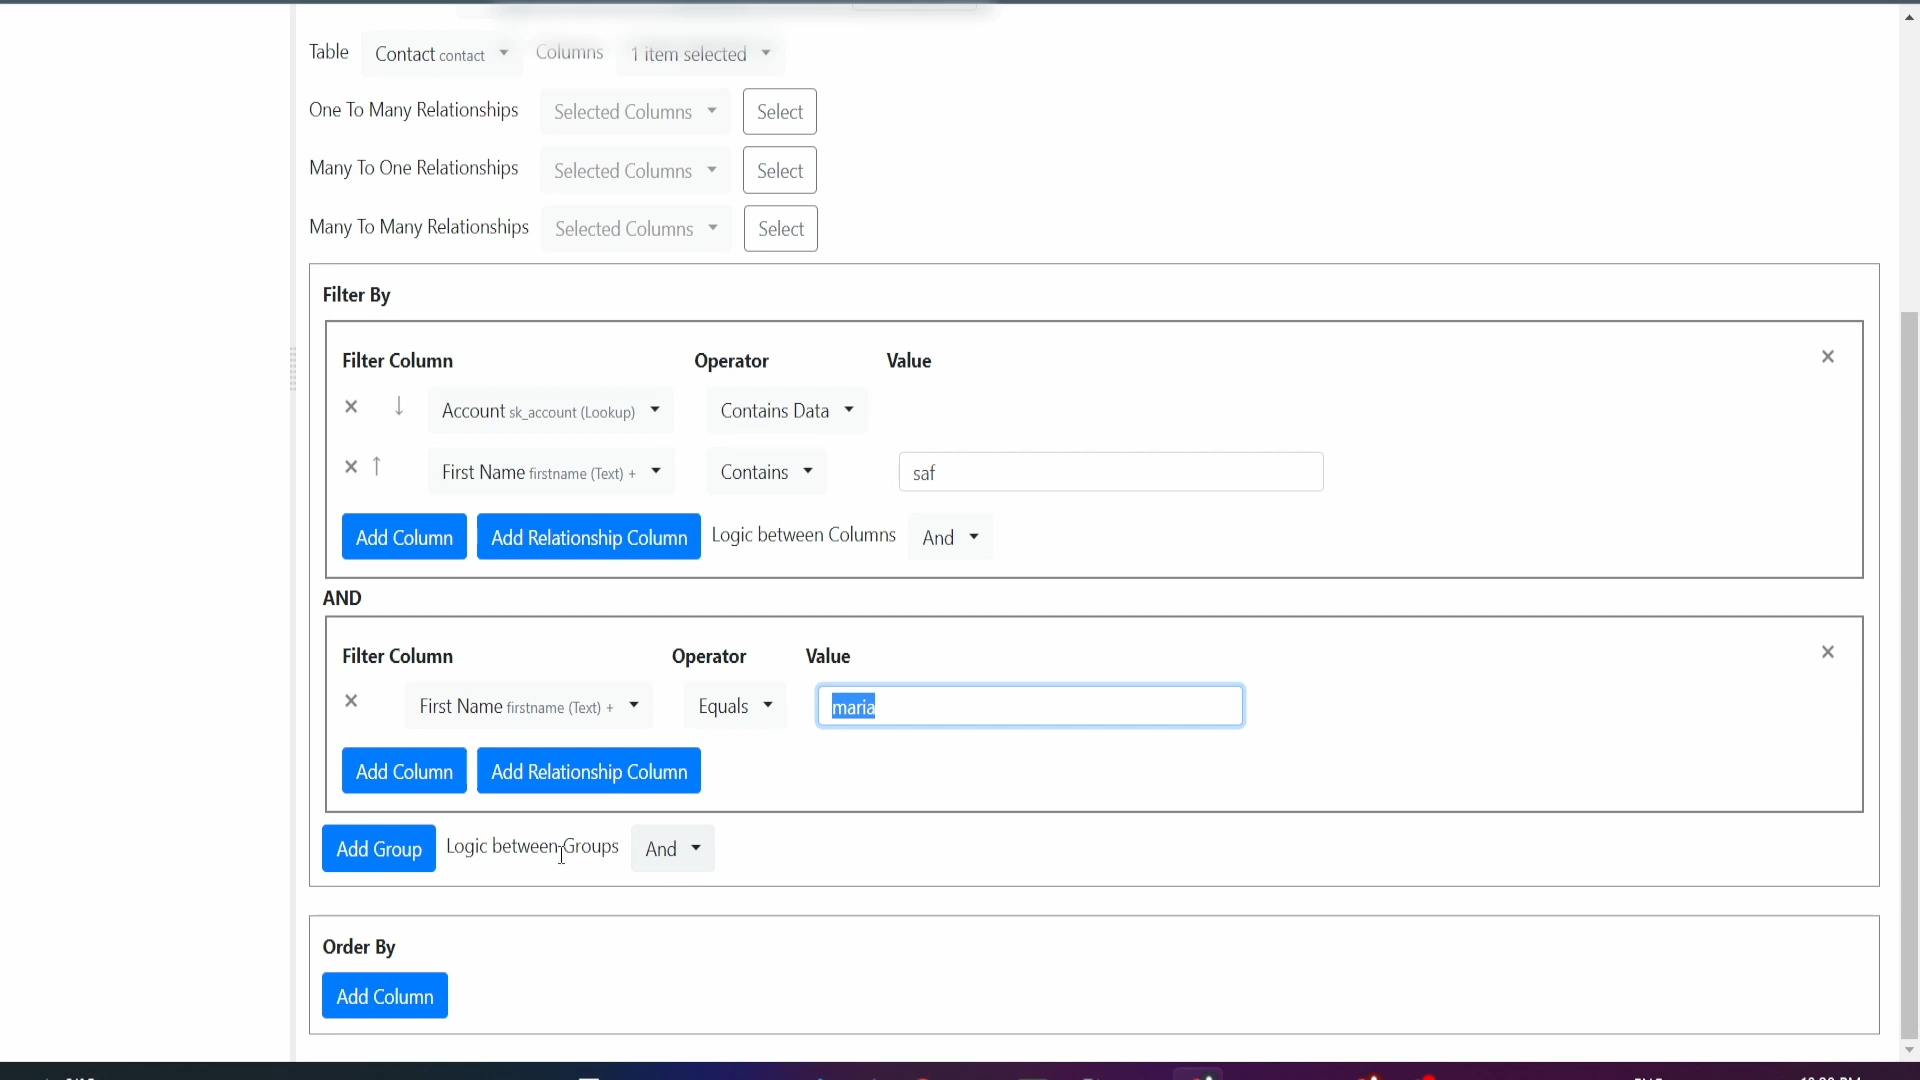 Table Contact contact Columns 1 item selected
One To Many Relationships Selected Columns Select
Many To One Relationships Selected Columns Select
Many To Many Relationships Selected Columns Select
Filter By
Filter Column Operator Value ×
× ↓ Account sk_account (Lookup) Contains Data
× ↑ First Name firstname (Text) + Contains saf
Add Column Add Relationship Column Logic between Columns And
AND
Filter Column Operator Value ×
× First Name firstname (Text) + Equals maria
Add Column Add Relationship Column
Add Group Logic between Groups And
Order By
Add Column